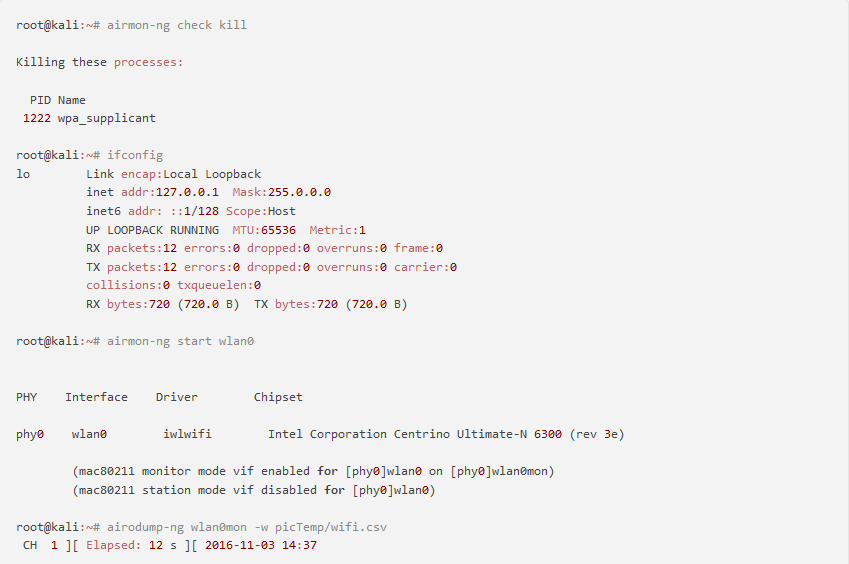 root@kali:~# airmon-ng check kill
Killing these processes:
PID Name
1222 wpa_supplicant
root@kali:~# ifconfig
lo Link encap:Local Loopback
inet addr:127.0.0.1 Mask:255.0.0.0
inet6 addr: ::1/128 Scope:Host
UP LOOPBACK RUNNING MTU:65536 Metric:1
RX packets:12 errors:0 dropped:0 overruns:0 frame:0
TX packets:12 errors:0 dropped:0 overruns:0 carrier:0
collisions:0 txqueuelen:0
RX bytes:720 (720.0 B) TX bytes:720 (720.0 B)
root@kali:~# airmon-ng start wlan0
PHY Interface Driver Chipset
phy0 wlan0 iwlwifi Intel Corporation Centrino Ultimate-N 6300 (rev 3e)
(mac80211 monitor mode vif enabled for [phy0]wlan0 on [phy0]wlan0mon)
(mac80211 station mode vif disabled for [phy0]wlan0)
root@kali:~# airodump-ng wlan0mon -w picTemp/wifi.csv
CH 1 ][ Elapsed: 12 s ][ 2016-11-03 14:37